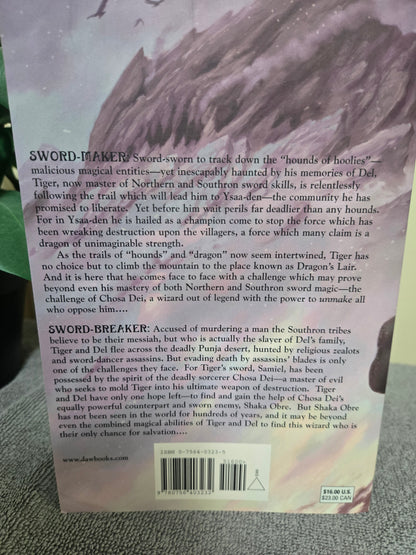 SWORD-MAKER: Sword-sworn to track down the "hounds of hoolies"—
malicious magical entities—yet inescapably haunted by his memories of Del,
Tiger, now master of Northern and Southron sword skills, is relentlessly
following the trail which will lead him to Ysaa-den—the community he has
promised to liberate. Yet before him wait perils far deadlier than any hounds.
For in Ysaa-den he is hailed as a champion come to stop the force which has
been wreaking destruction upon the villagers, a force which many claim is a
dragon of unimaginable strength.
As the trails of "hounds" and "dragon" now seem intertwined, Tiger has
no choice but to climb the mountain to the place known as Dragon's Lair.
And it is here that he comes face to face with a challenge which may prove
beyond even his mastery of both Northern and Southron sword magic—the
challenge of Chosa Dei, a wizard out of legend with the power to unmake all
who oppose him....
SWORD-BREAKER: Accused of murdering a man the Southron tribes
believe to be their messiah, but who is actually the slayer of Del's family,
Tiger and Del flee across the deadly Punja desert, hunted by religious zealots
and sword-dancer assassins. But evading death by assassins' blades is only
one of the challenges they face. For Tiger's sword, Samiel, has been
possessed by the spirit of the deadly sorcerer Chosa Dei—a master of evil
who seeks to mold Tiger into his ultimate weapon of destruction. Tiger
and Del have only one hope left—to find and gain the help of Chosa Dei's
equally powerful counterpart and sworn enemy, Shaka Obre. But Shaka Obre
has not been seen in the world for hundreds of years, and it may be beyond
even the combined magical abilities of Tiger and Del to find this wizard who is
their only chance for salvation....
www.dawbooks.com
ISBN 0-7564-0323-5
51600
9 780756 403232
$16.00 U.S.
$23.00 CAN